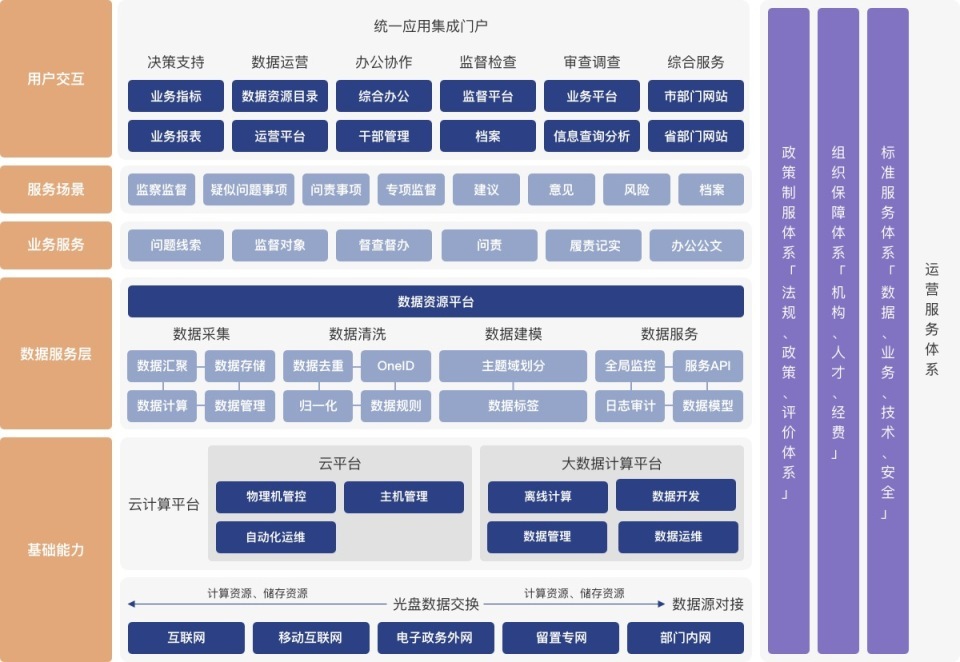 用户交互
统一应用集成门户
决策支持 数据运营 办公协作 监督检查 审查调查 综合服务
业务指标 数据资源目录 综合办公 监督平台 业务平台 市部门网站
业务报表 运营平台 干部管理 档案 信息查询分析 省部门网站
服务场景
监察监督 疑似问题事项 问责事项 专项监督 建议 意见 风险 档案
业务服务
问题线索 监督对象 督查督办 问责 履责记实 办公公文
数据服务层
数据资源平台
数据采集 数据清洗 数据建模 数据服务
数据汇聚 数据存储 数据去重 OneID 主题域划分 全局监控 服务API
数据计算 数据管理 归一化 数据规则 数据标签 日志审计 数据模型
基础能力
云计算平台
云平台
物理机管控 主机管理
自动化运维
大数据计算平台
离线计算 数据开发
数据管理 数据运维
计算资源、储存资源 计算资源、储存资源
光盘数据交换 数据源对接
互联网 移动互联网 电子政务外网 留置专网 部门内网
政策制服体系「法规、政策、评价体系」
组织保障体系「机构、人才、经费」
标准服务体系「数据、业务、技术、安全」
运营服务体系